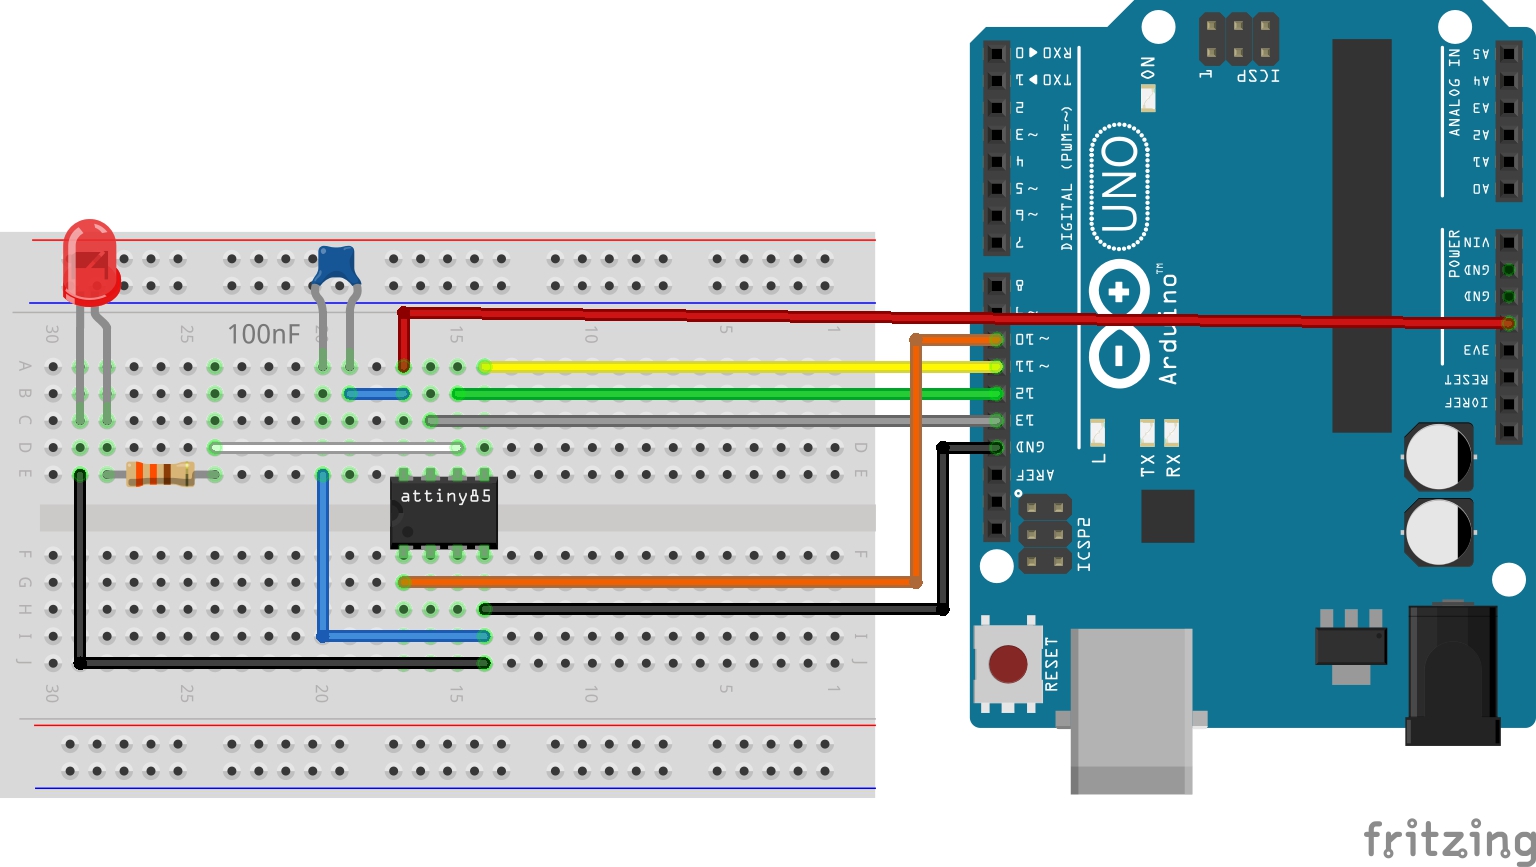 100nF
30
25
20
15
10
5
1
A
B
C
D
E
F
G
H
I
J
D
E
F
G
H
I
J
30
25
20
15
10
5
1
attiny85
0 ◄ RX0
1 ► TX0
2
~3
4
~5
~6
7
8
~10
~11
12
13
GND
AREF
DIGITAL (PWM=~)
ON
1
ICSP
UNO
Arduino™
L
TX
RX
ICSP2
RESET
ANALOG IN
A5
A4
A3
A2
A1
A0
POWER
VIN
GND
GND
3V3
RESET
IOREF
fritzing